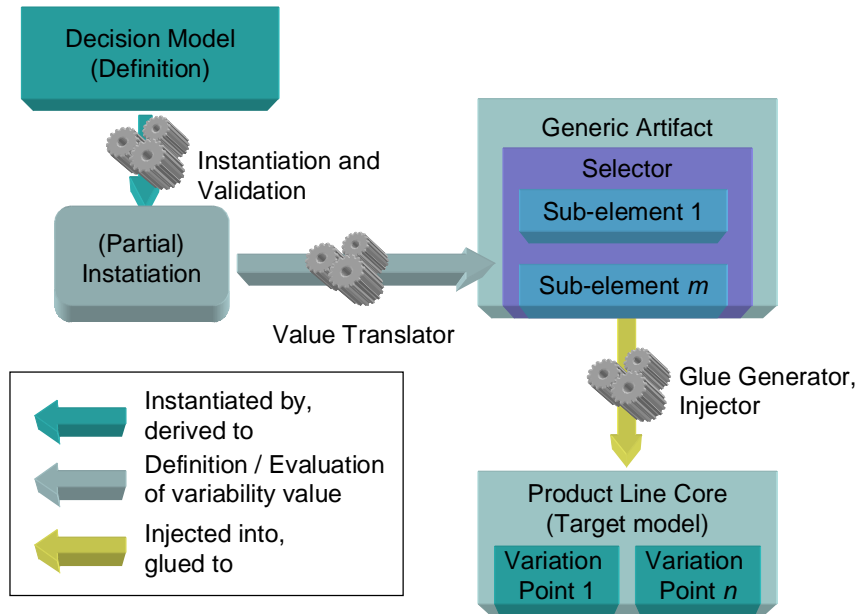 Decision Model
(Definition)
Instantiation and
Validation
(Partial)
Instatiation
Value Translator
Generic Artifact
Selector
Sub-element 1
Sub-element m
Glue Generator,
Injector
Product Line Core
(Target model)
Variation
Point 1
Variation
Point n
Instantiated by,
derived to
Definition / Evaluation
of variability value
Injected into,
glued to